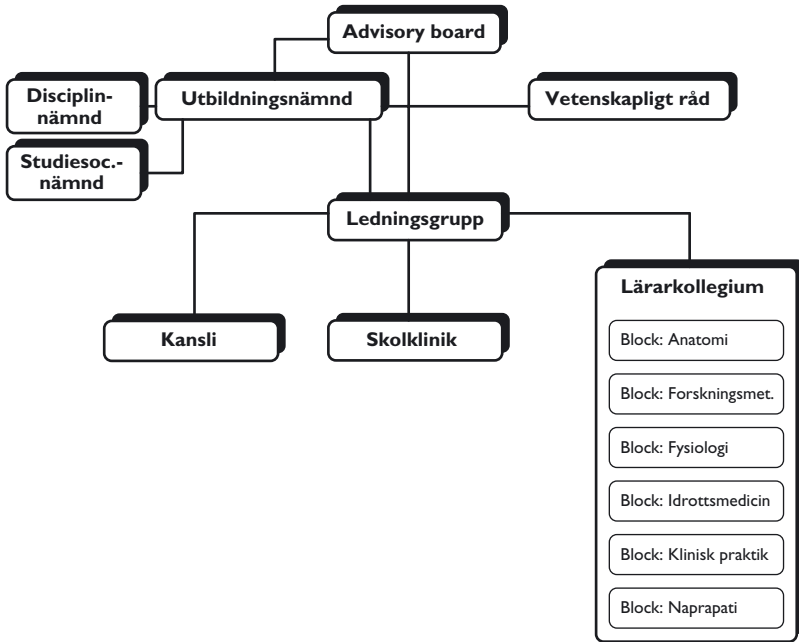 Advisory board
Disciplin-
nämnd
Utbildningsnämnd
Vetenskapligt råd
Studiesoc.-
nämnd
Ledningsgrupp
Kansli
Skolklinik
Lärarkollegium
Block: Anatomi
Block: Forskningsmet.
Block: Fysiologi
Block: Idrottsmedicin
Block: Klinisk praktik
Block: Naprapati